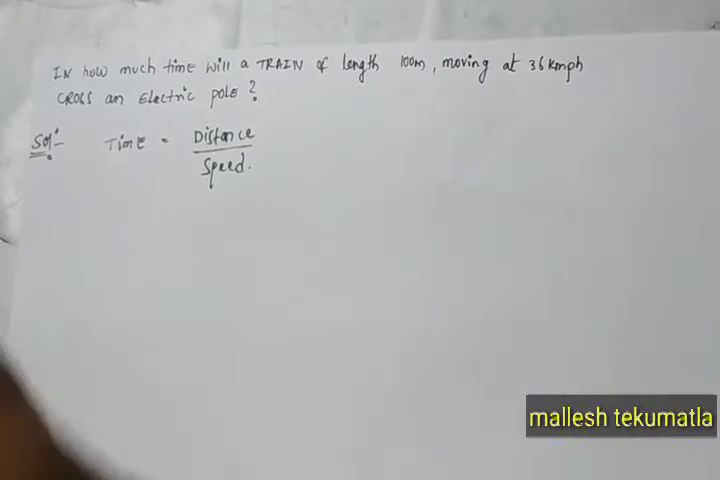 IN how much time will a TRAIN of length 100m, moving at 36 kmph
CROSS an Electric pole ?
Sol:-
TIME = Distance
Speed.
mallesh tekumatla